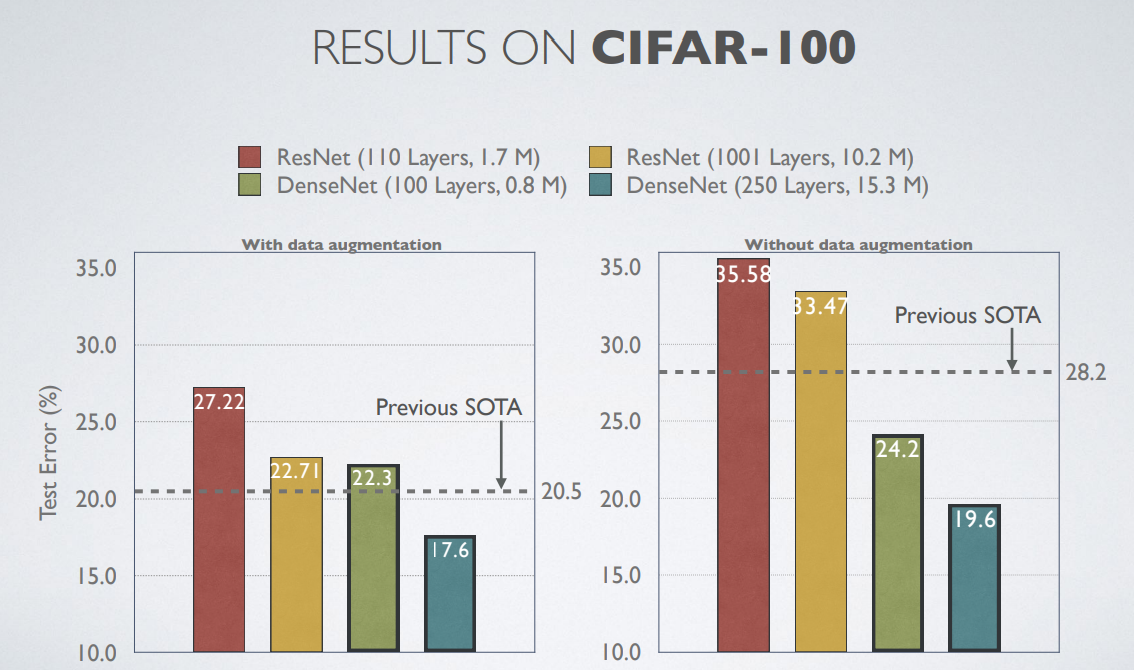 RESULTS ON CIFAR-100
ResNet (110 Layers, 1.7 M)
ResNet (1001 Layers, 10.2 M)
DenseNet (100 Layers, 0.8 M)
DenseNet (250 Layers, 15.3 M)
With data augmentation
Test Error (%)
35.0
30.0
25.0
20.0
15.0
10.0
27.22
22.71
22.3
17.6
Previous SOTA
20.5
Without data augmentation
35.0
30.0
25.0
20.0
15.0
10.0
35.58
33.47
24.2
19.6
Previous SOTA
28.2